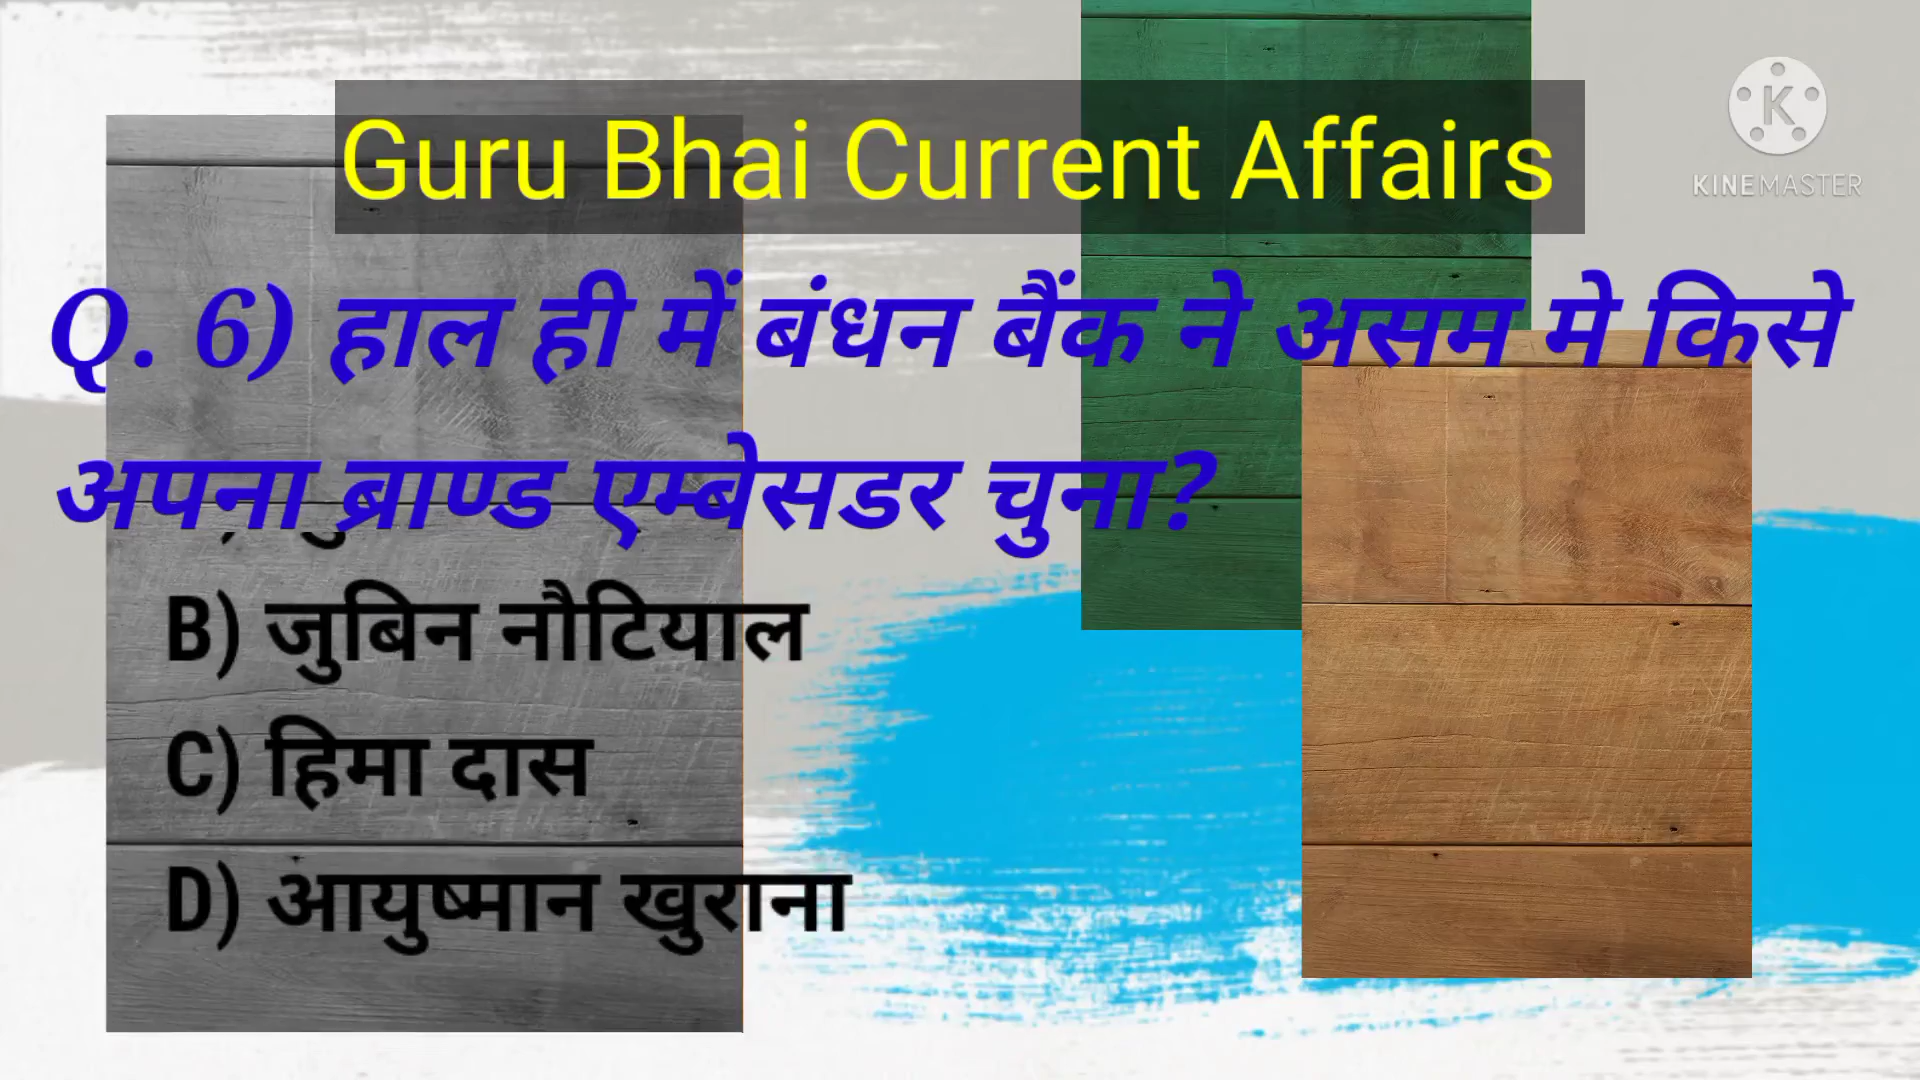 Guru Bhai Current Affairs
KINEMASTER
Q. 6) हाल ही में बंधन बैंक ने असम मे किसे
अपना ब्राण्ड एम्बेसडर चुना?
B) जुबिन नौटियाल
C) हिमा दास
D) आयुष्मान खुराना